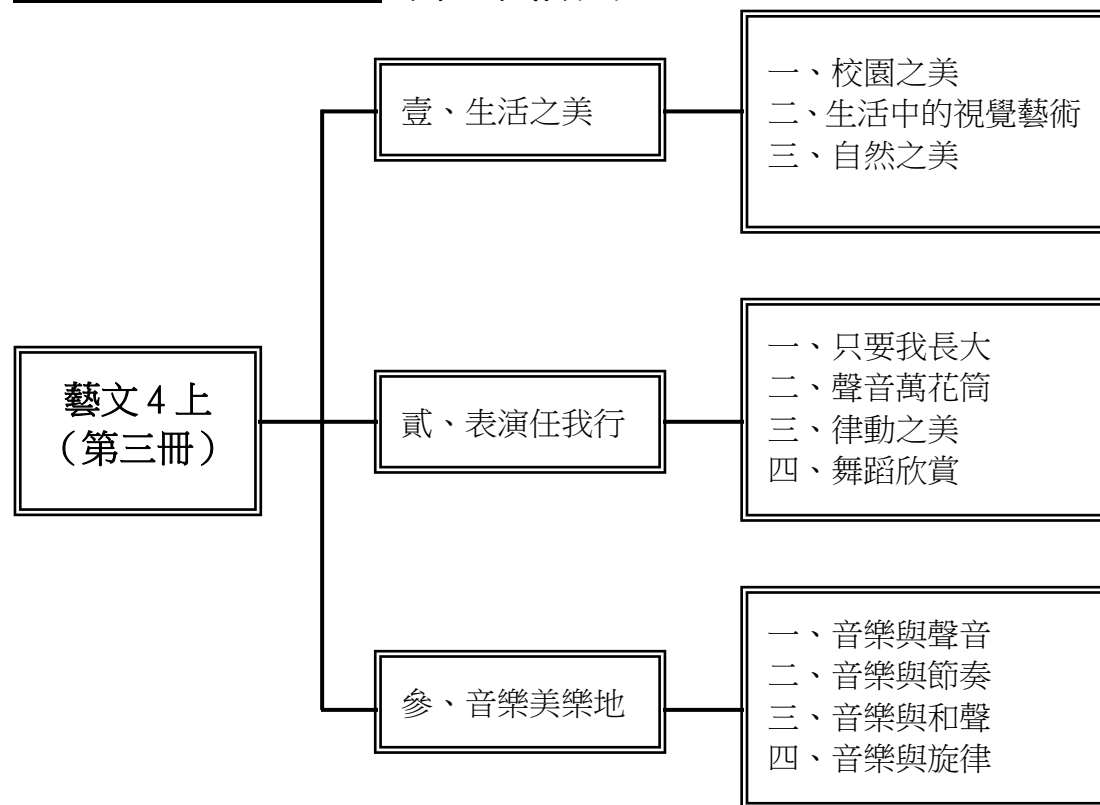 壹、生活之美
一、校園之美
二、生活中的視覺藝術
三、自然之美
藝文4上
（第三冊）
貳、表演任我行
一、只要我長大
二、聲音萬花筒
三、律動之美
四、舞蹈欣賞
參、音樂美樂地
一、音樂與聲音
二、音樂與節奏
三、音樂與和聲
四、音樂與旋律